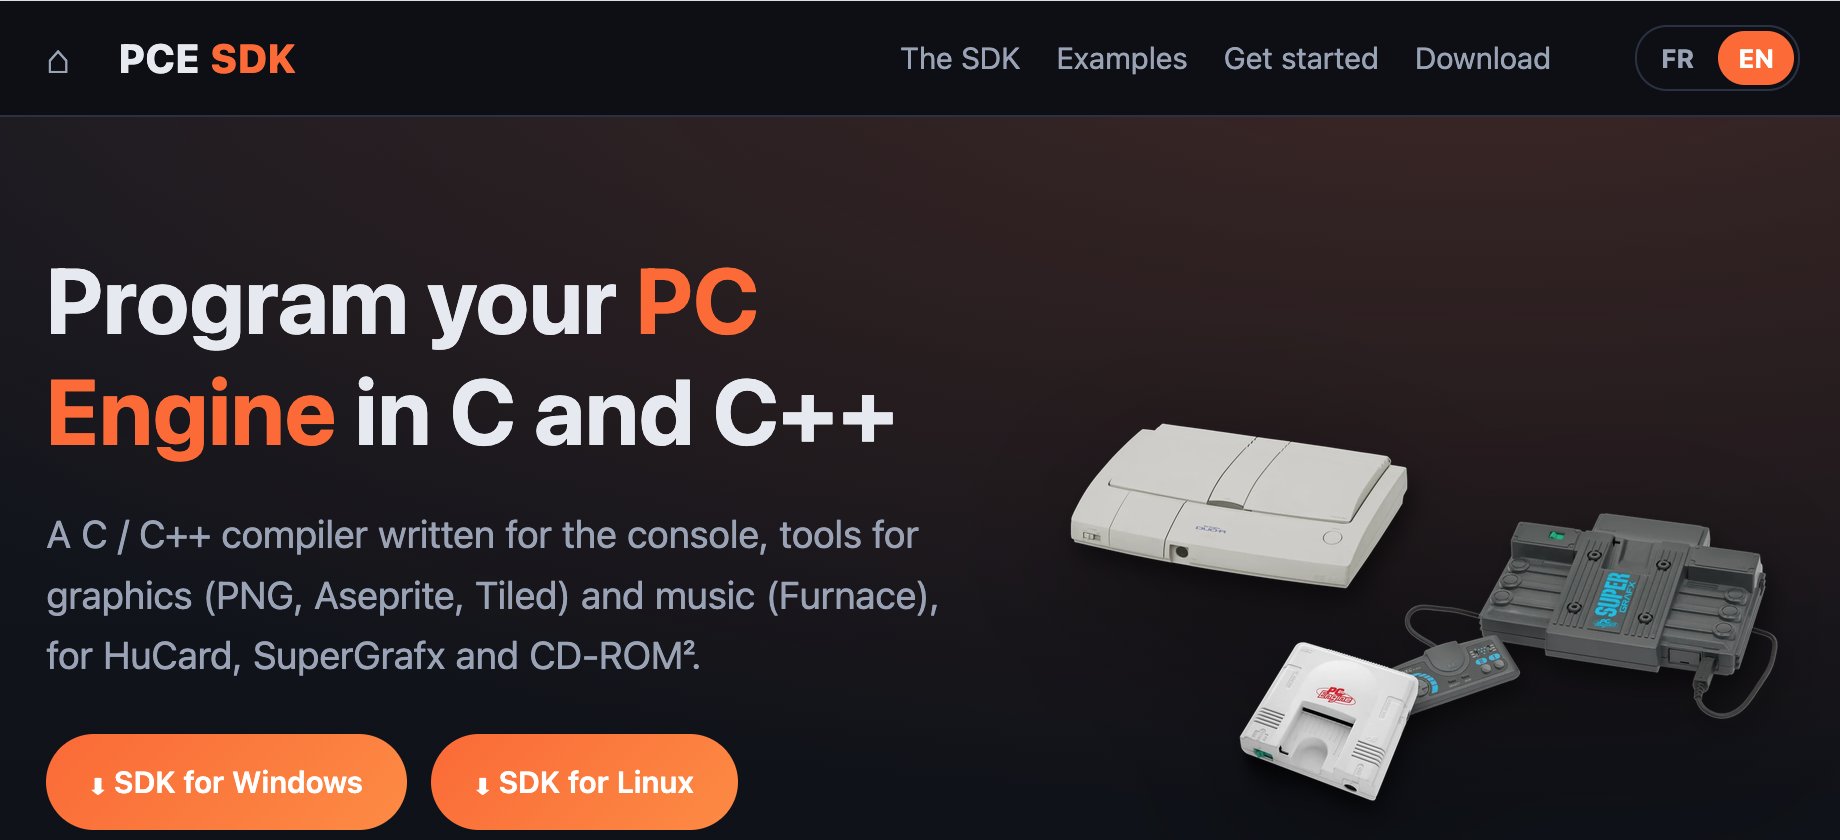 PCE SDK
The SDK
Examples
Get started
Download
FR
EN
Program your PC
Engine in C and C++
A C / C++ compiler written for the console, tools for
graphics (PNG, Aseprite, Tiled) and music (Furnace),
for HuCard, SuperGrafx and CD-ROM².
⬇ SDK for Windows
⬇ SDK for Linux
SUPER
GRAFX
PC
Engine